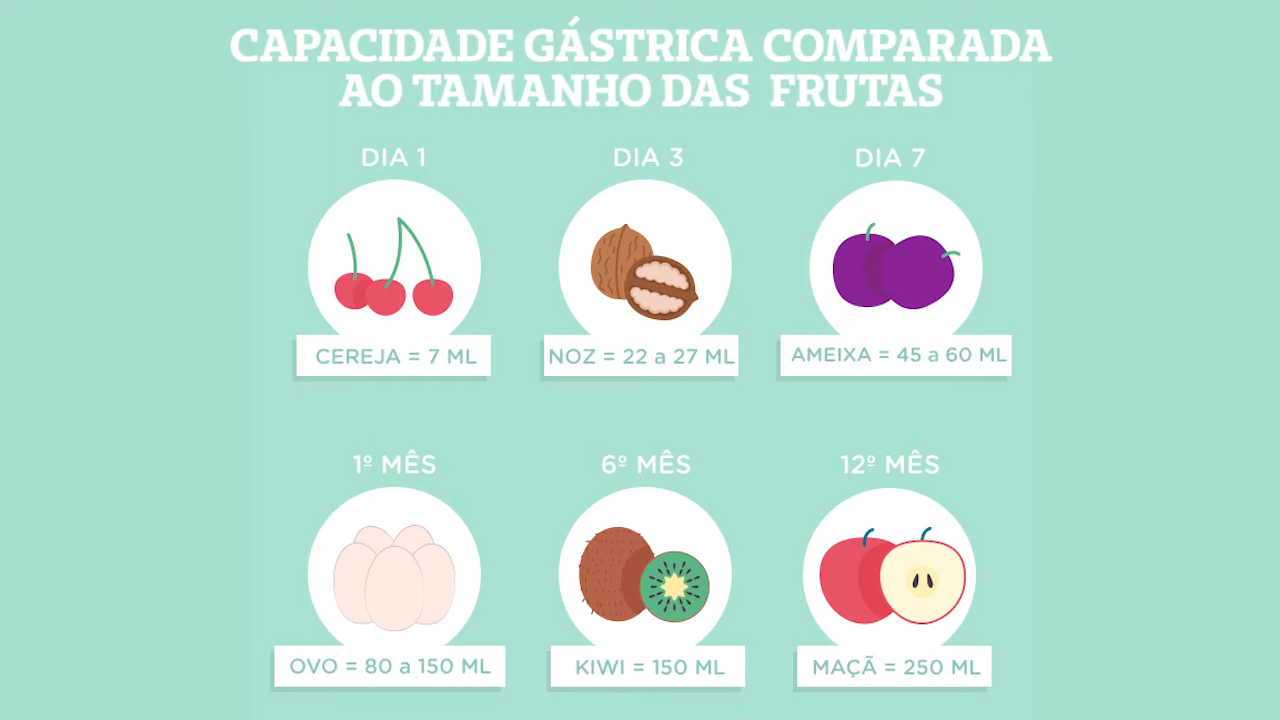 CAPACIDADE GÁSTRICA COMPARADA
AO TAMANHO DAS FRUTAS
DIA 1
DIA 3
DIA 7
CEREJA = 7 ML
NOZ = 22 a 27 ML
AMEIXA = 45 a 60 ML
1º MÊS
6º MÊS
12º MÊS
OVO = 80 a 150 ML
KIWI = 150 ML
MAÇÃ = 250 ML